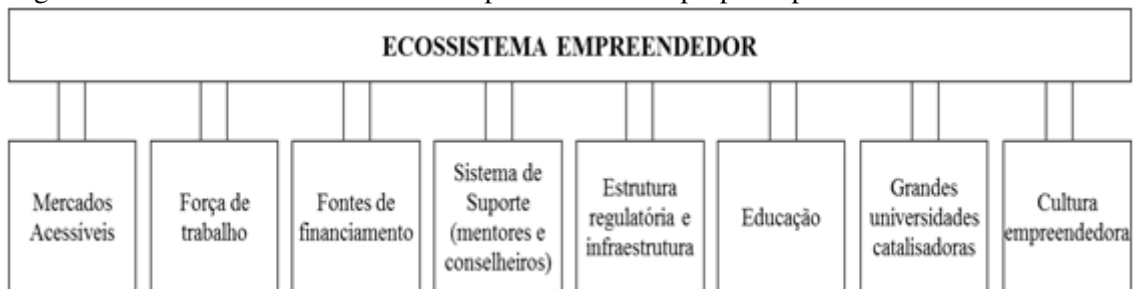 ECOSSISTEMA EMPREENDEDOR
Mercados
Acessíveis
Força de
trabalho
Fontes de
financiamento
Sistema de
Suporte
(mentores e
conselheiros)
Estrutura
regulatória e
infraestrutura
Educação
Grandes
universidades
catalisadoras
Cultura
empreendedora